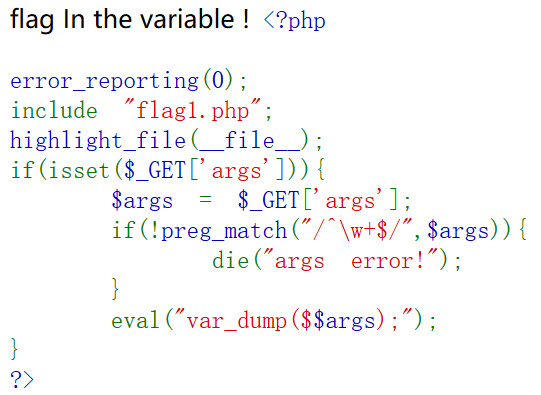 flag In the variable ! <?php
error_reporting(0);
include "flag1.php";
highlight_file(__file__);
if(isset($_GET['args'])){
$args = $_GET['args'];
if(!preg_match("/^\w+$/",$args)){
die("args error!");
}
eval("var_dump($$args);");
}
?>